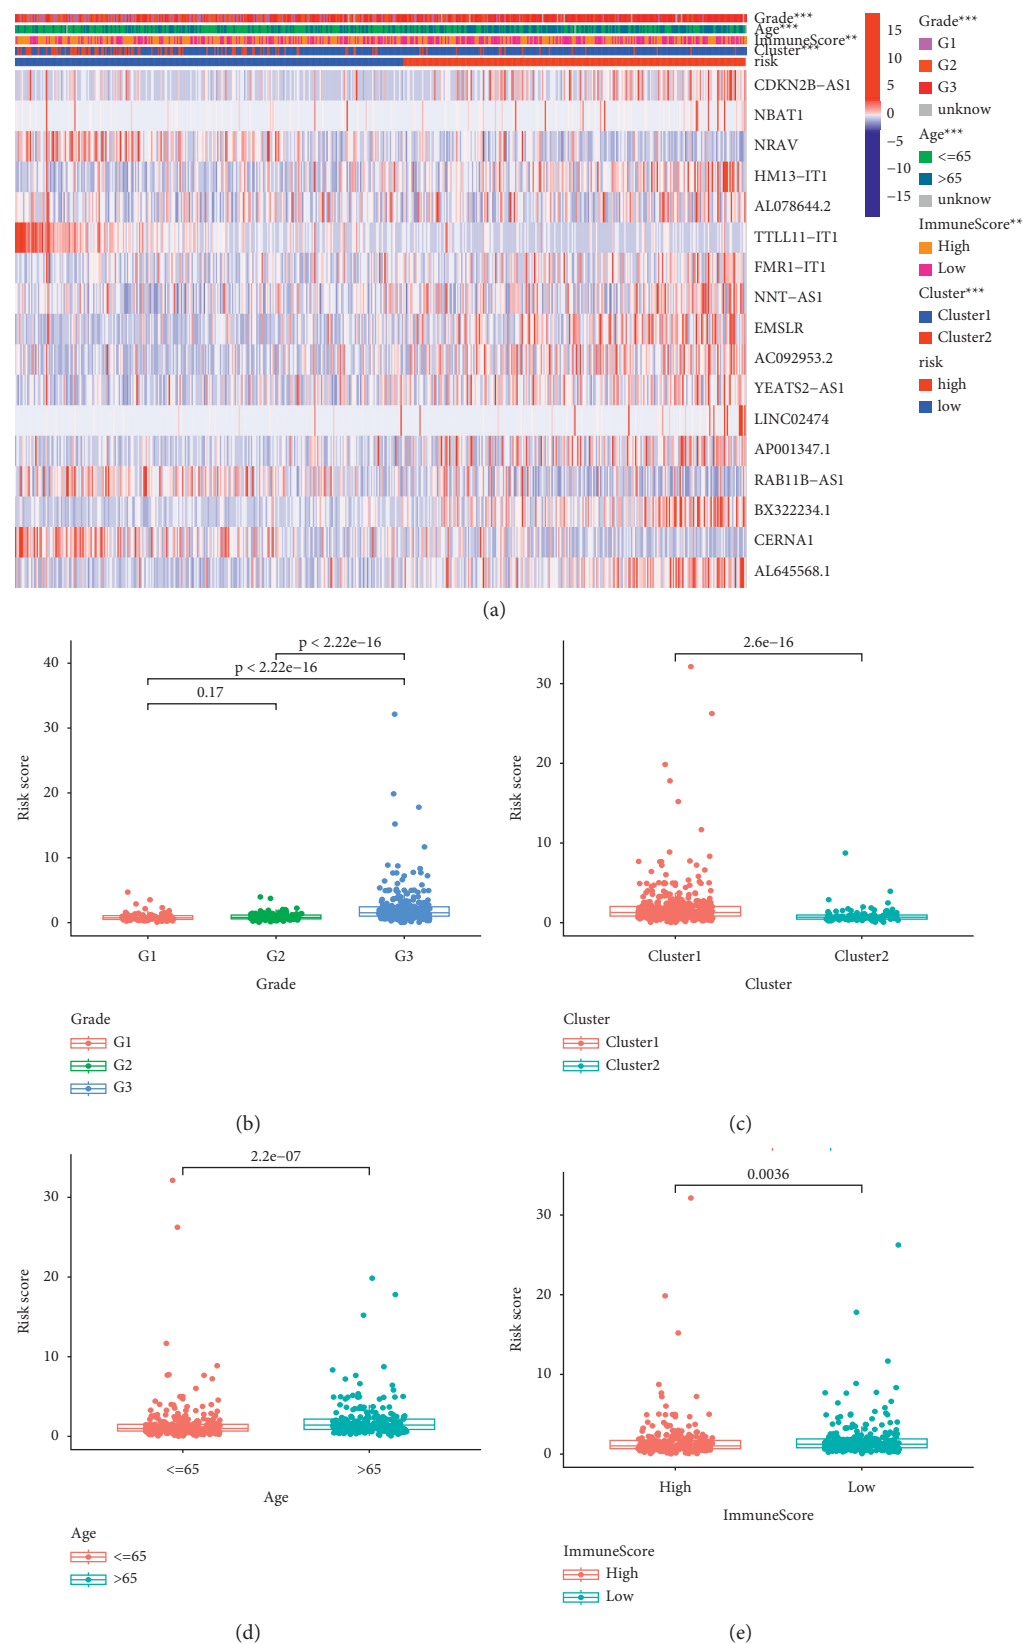 Grade***
Age***
ImmuneScore**
Cluster***
risk
CDKN2B−AS1
NBAT1
NRAV
HM13−IT1
AL078644.2
TTLL11−IT1
FMR1−IT1
NNT−AS1
EMSLR
AC092953.2
YEATS2−AS1
LINC02474
AP001347.1
RAB11B−AS1
BX322234.1
CERNA1
AL645568.1
15
10
5
0
−5
−10
−15
Grade***
G1
G2
G3
unknow
Age***
<=65
>65
unknow
ImmuneScore**
High
Low
Cluster***
Cluster1
Cluster2
risk
high
low
(a)
p < 2.22e−16
p < 2.22e−16
0.17
40
30
20
10
0
Risk score
G1 G2 G3
Grade
Grade
G1
G2
G3
(b)
2.6e−16
30
20
10
0
Risk score
Cluster1 Cluster2
Cluster
Cluster
Cluster1
Cluster2
(c)
2.2e−07
30
20
10
0
Risk score
<=65 >65
Age
Age
<=65
>65
(d)
0.0036
30
20
10
0
Risk score
High Low
ImmuneScore
ImmuneScore
High
Low
(e)